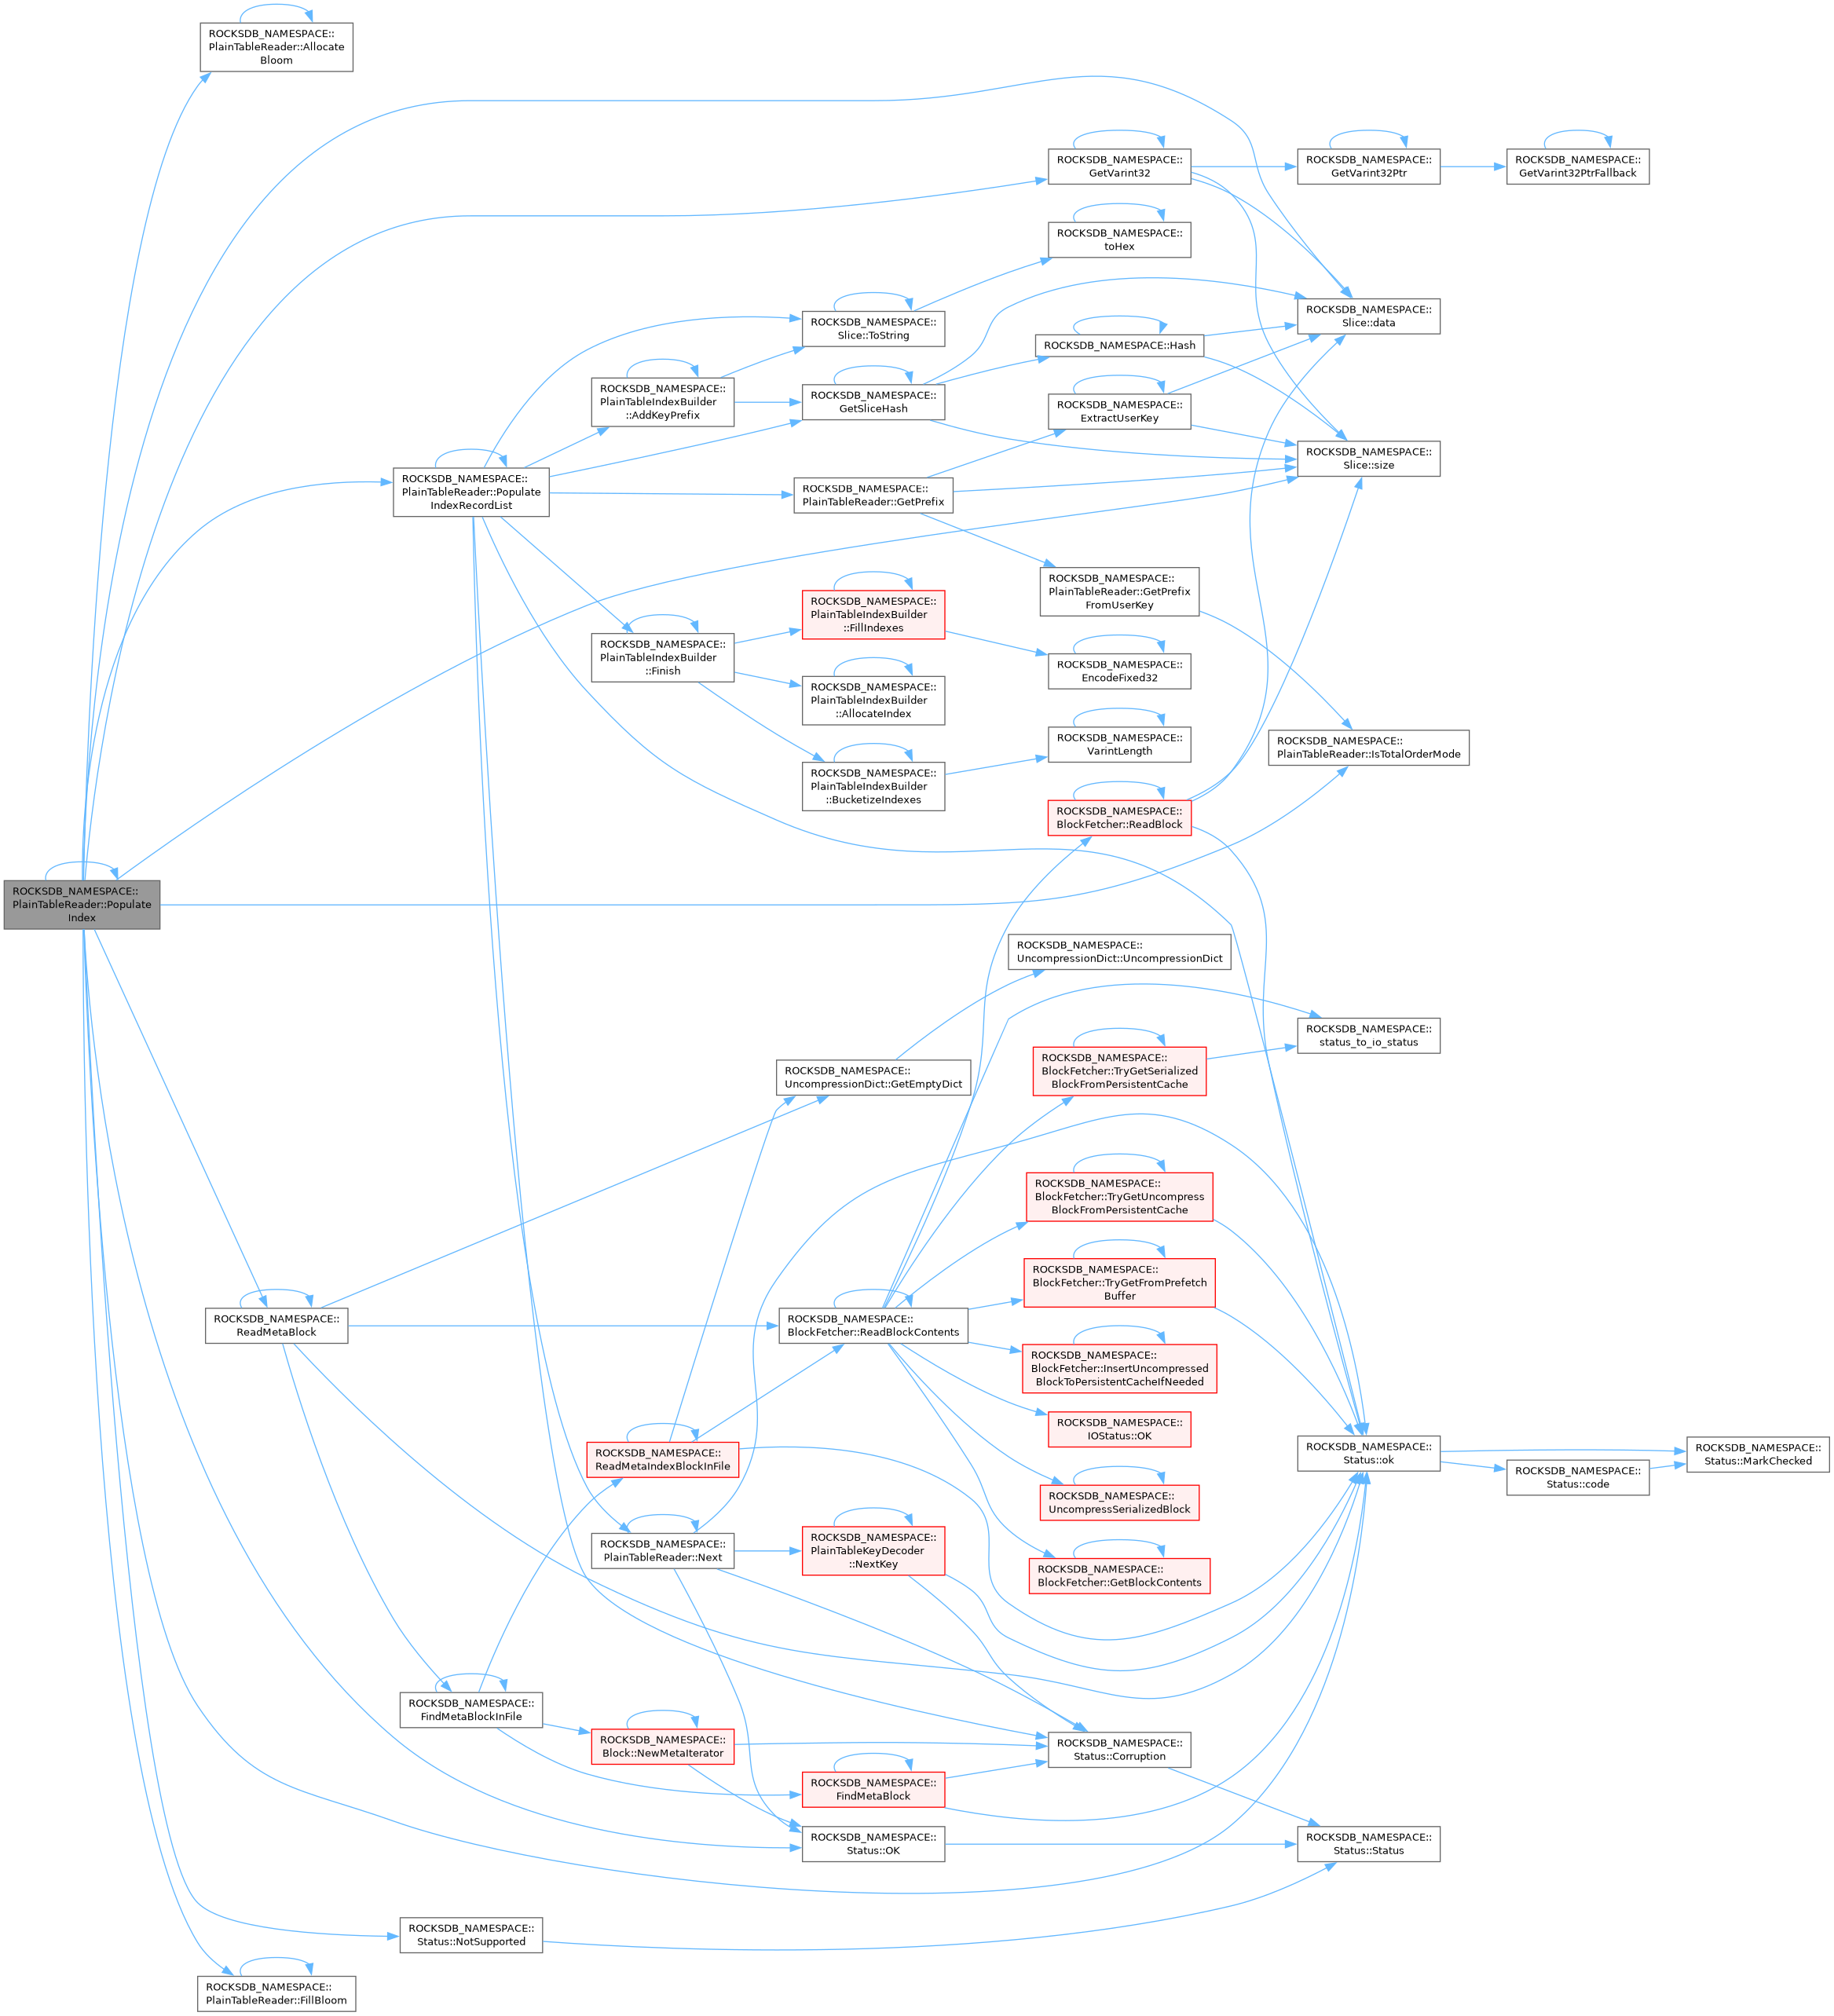 ROCKSDB_NAMESPACE::
PlainTableReader::Allocate
Bloom
ROCKSDB_NAMESPACE::
GetVarint32
ROCKSDB_NAMESPACE::
GetVarint32Ptr
ROCKSDB_NAMESPACE::
GetVarint32PtrFallback
ROCKSDB_NAMESPACE::
toHex
ROCKSDB_NAMESPACE::
Slice::ToString
ROCKSDB_NAMESPACE::
Slice::data
ROCKSDB_NAMESPACE::Hash
ROCKSDB_NAMESPACE::
PlainTableIndexBuilder
::AddKeyPrefix
ROCKSDB_NAMESPACE::
GetSliceHash
ROCKSDB_NAMESPACE::
ExtractUserKey
ROCKSDB_NAMESPACE::
Slice::size
ROCKSDB_NAMESPACE::
PlainTableReader::Populate
IndexRecordList
ROCKSDB_NAMESPACE::
PlainTableReader::GetPrefix
ROCKSDB_NAMESPACE::
PlainTableReader::GetPrefix
FromUserKey
ROCKSDB_NAMESPACE::
PlainTableIndexBuilder
::FillIndexes
ROCKSDB_NAMESPACE::
PlainTableIndexBuilder
::Finish
ROCKSDB_NAMESPACE::
EncodeFixed32
ROCKSDB_NAMESPACE::
PlainTableIndexBuilder
::AllocateIndex
ROCKSDB_NAMESPACE::
VarintLength
ROCKSDB_NAMESPACE::
PlainTableReader::IsTotalOrderMode
ROCKSDB_NAMESPACE::
PlainTableIndexBuilder
::BucketizeIndexes
ROCKSDB_NAMESPACE::
BlockFetcher::ReadBlock
ROCKSDB_NAMESPACE::
PlainTableReader::Populate
Index
ROCKSDB_NAMESPACE::
UncompressionDict::UncompressionDict
ROCKSDB_NAMESPACE::
status_to_io_status
ROCKSDB_NAMESPACE::
UncompressionDict::GetEmptyDict
ROCKSDB_NAMESPACE::
BlockFetcher::TryGetSerialized
BlockFromPersistentCache
ROCKSDB_NAMESPACE::
BlockFetcher::TryGetUncompress
BlockFromPersistentCache
ROCKSDB_NAMESPACE::
BlockFetcher::TryGetFromPrefetch
Buffer
ROCKSDB_NAMESPACE::
ReadMetaBlock
ROCKSDB_NAMESPACE::
BlockFetcher::ReadBlockContents
ROCKSDB_NAMESPACE::
BlockFetcher::InsertUncompressed
BlockToPersistentCacheIfNeeded
ROCKSDB_NAMESPACE::
IOStatus::OK
ROCKSDB_NAMESPACE::
ReadMetaIndexBlockInFile
ROCKSDB_NAMESPACE::
Status::ok
ROCKSDB_NAMESPACE::
Status::MarkChecked
ROCKSDB_NAMESPACE::
Status::code
ROCKSDB_NAMESPACE::
UncompressSerializedBlock
ROCKSDB_NAMESPACE::
PlainTableReader::Next
ROCKSDB_NAMESPACE::
PlainTableKeyDecoder
::NextKey
ROCKSDB_NAMESPACE::
BlockFetcher::GetBlockContents
ROCKSDB_NAMESPACE::
FindMetaBlockInFile
ROCKSDB_NAMESPACE::
Block::NewMetaIterator
ROCKSDB_NAMESPACE::
Status::Corruption
ROCKSDB_NAMESPACE::
FindMetaBlock
ROCKSDB_NAMESPACE::
Status::OK
ROCKSDB_NAMESPACE::
Status::Status
ROCKSDB_NAMESPACE::
Status::NotSupported
ROCKSDB_NAMESPACE::
PlainTableReader::FillBloom